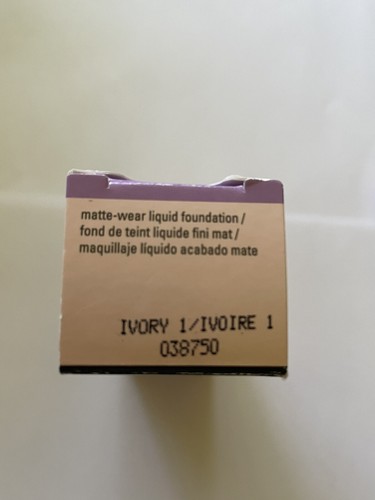 matte-wear liquid foundation /
fond de teint liquide fini mat /
maquillaje líquido acabado mate
IVORY 1/IVOIRE 1
038750